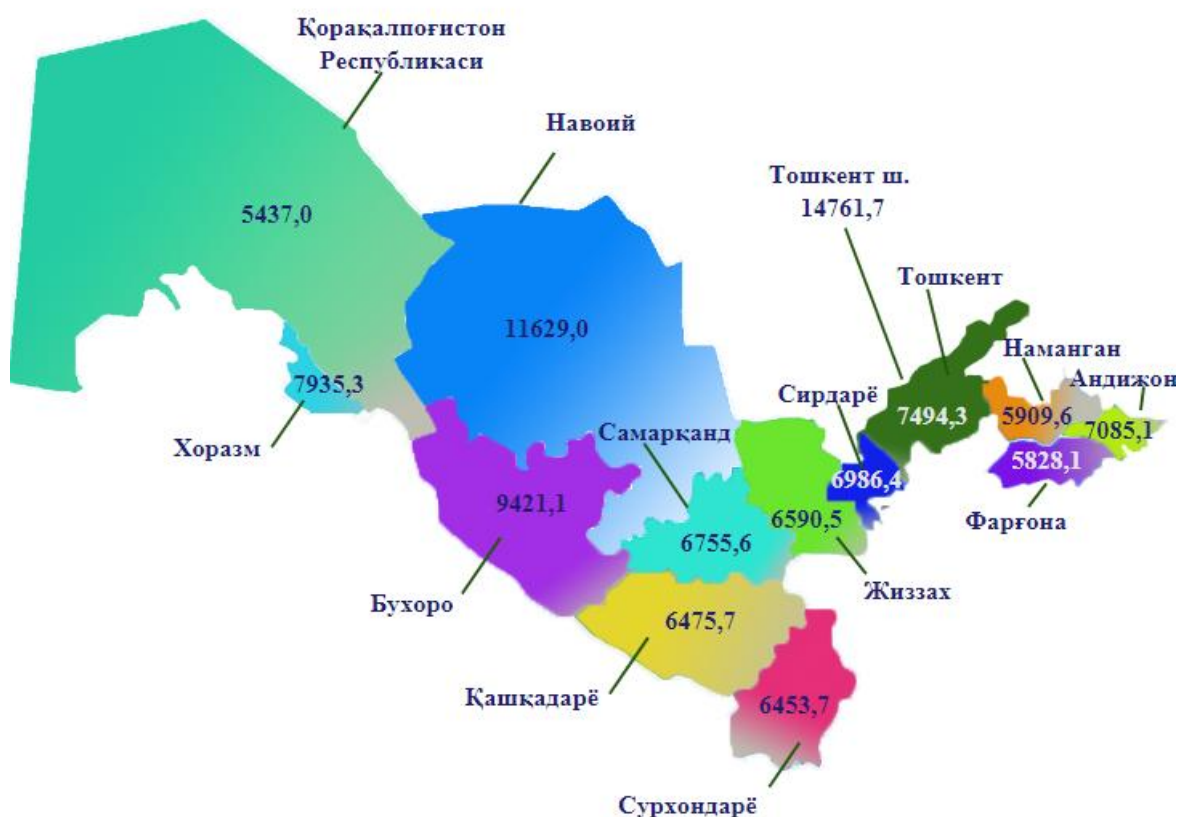 Қорақалпоғистон
Республикаси
Навоий
Тошкент ш.
14761,7
5437,0
Тошкент
11629,0
Наманган
Андижон
7935,3
Сирдарё
7494,3
5909,6
7085,1
Хоразм
Самарқанд
5828,1
6986,4
9421,1
6590,5
Фарғона
6755,6
Жиззах
Бухоро
6475,7
Қашқадарё
6453,7
Сурхондарё